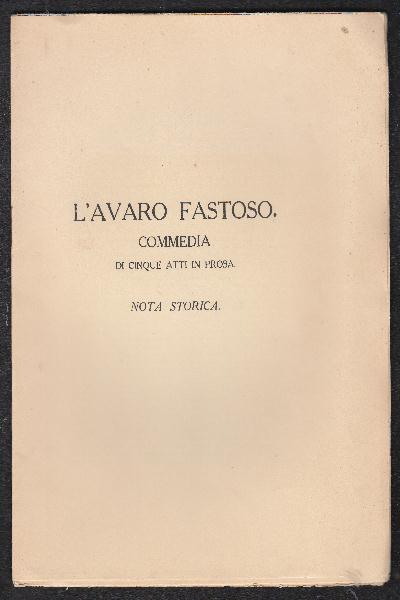 L'AVARO FASTOSO.
COMMEDIA
DI CINQUE ATTI IN PROSA.
NOTA STORICA.